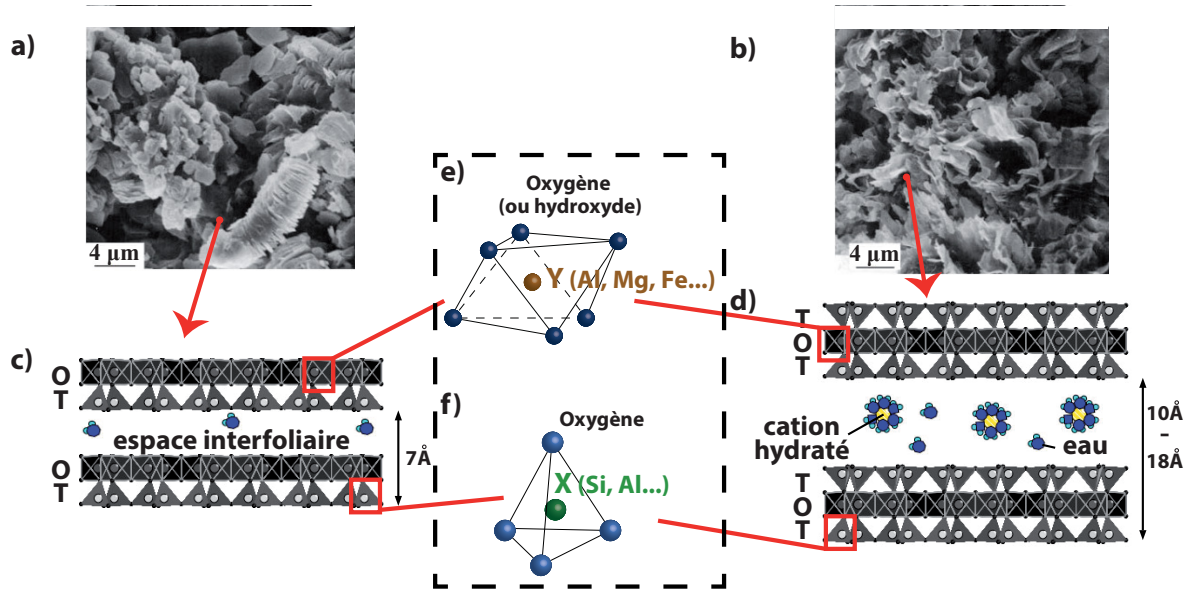 a)
4 µm
b)
4 µm
e)
Oxygène
(ou hydroxyde)
Y (Al, Mg, Fe...)
c)
O
T
espace interfoliaire
O
T
7Å
f)
Oxygène
X (Si, Al...)
d)
T
O
T
cation
hydraté
eau
10Å
–
18Å
T
O
T